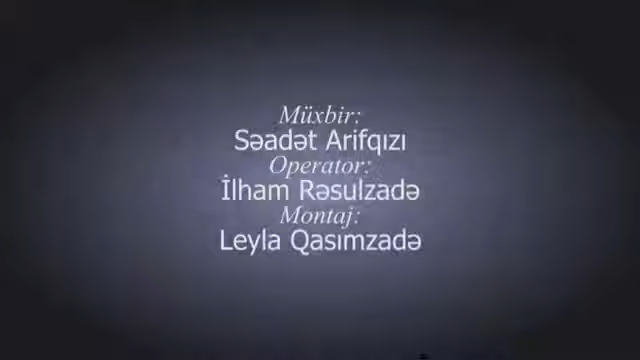 Müxbir:
Səadət Arifqızı
Operator:
İlham Rəsulzadə
Montaj:
Leyla Qasımzadə